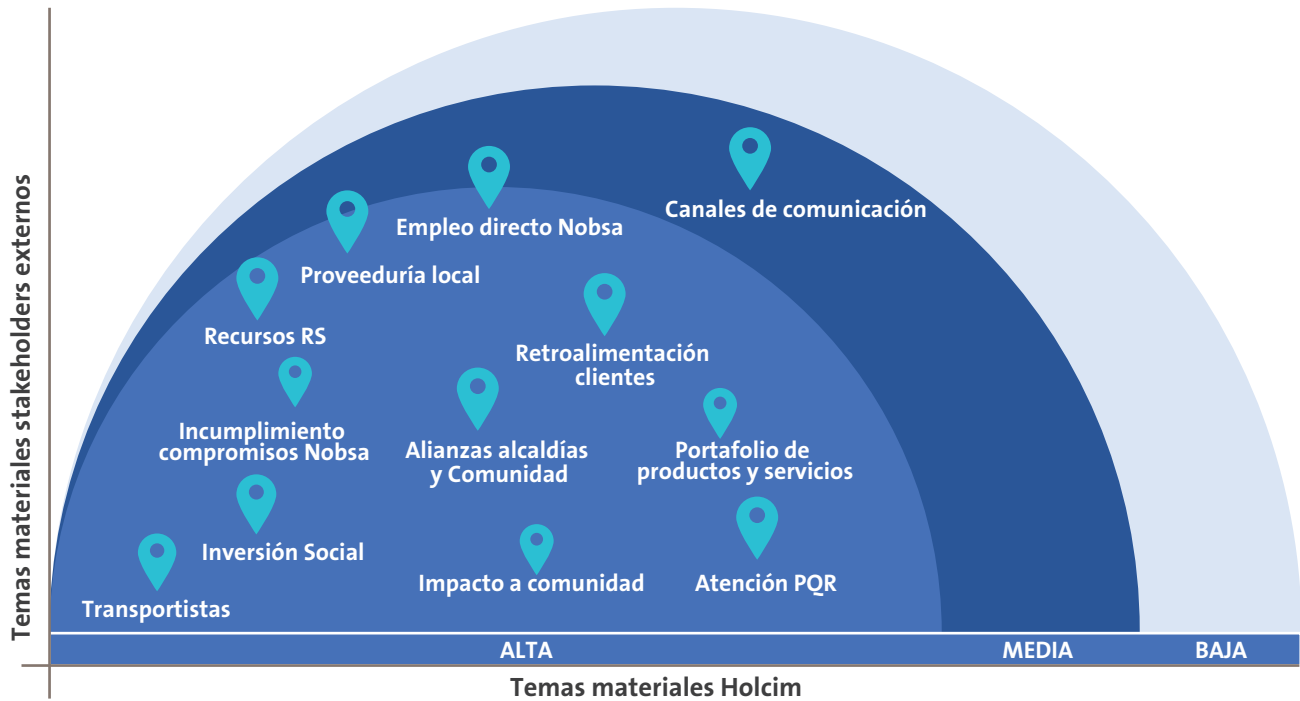 Temas materiales stakeholders externos
Canales de comunicación
Empleo directo Nobsa
Proveeduría local
Recursos RS
Retroalimentación
clientes
Incumplimiento
compromisos Nobsa
Alianzas alcaldías
y Comunidad
Portafolio de
productos y servicios
Inversión Social
Impacto a comunidad
Atención PQR
Transportistas
ALTA
MEDIA
BAJA
Temas materiales Holcim